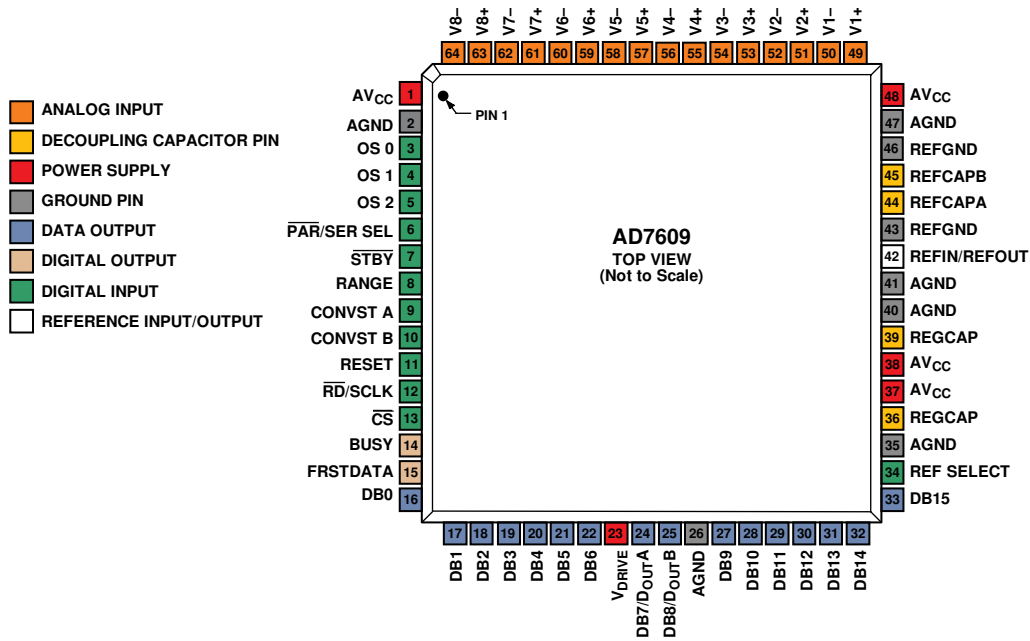 V8– V8+ V7– V7+ V6– V6+ V5– V5+ V4– V4+ V3– V3+ V2– V2+ V1– V1+
64 63 62 61 60 59 58 57 56 55 54 53 52 51 50 49
ANALOG INPUT
DECOUPLING CAPACITOR PIN
POWER SUPPLY
GROUND PIN
DATA OUTPUT
DIGITAL OUTPUT
DIGITAL INPUT
REFERENCE INPUT/OUTPUT
AVCC 1
AGND 2
OS 0 3
OS 1 4
OS 2 5
PAR/SER SEL 6
STBY 7
RANGE 8
CONVST A 9
CONVST B 10
RESET 11
RD/SCLK 12
CS 13
BUSY 14
FRSTDATA 15
DB0 16
PIN 1
AD7609
TOP VIEW
(Not to Scale)
48 AVCC
47 AGND
46 REFGND
45 REFCAPB
44 REFCAPA
43 REFGND
42 REFIN/REFOUT
41 AGND
40 AGND
39 REGCAP
38 AVCC
37 AVCC
36 REGCAP
35 AGND
34 REF SELECT
33 DB15
17 18 19 20 21 22 23 24 25 26 27 28 29 30 31 32
DB1 DB2 DB3 DB4 DB5 DB6 VDRIVE DB7/DOUTA DB8/DOUTB AGND DB9 DB10 DB11 DB12 DB13 DB14